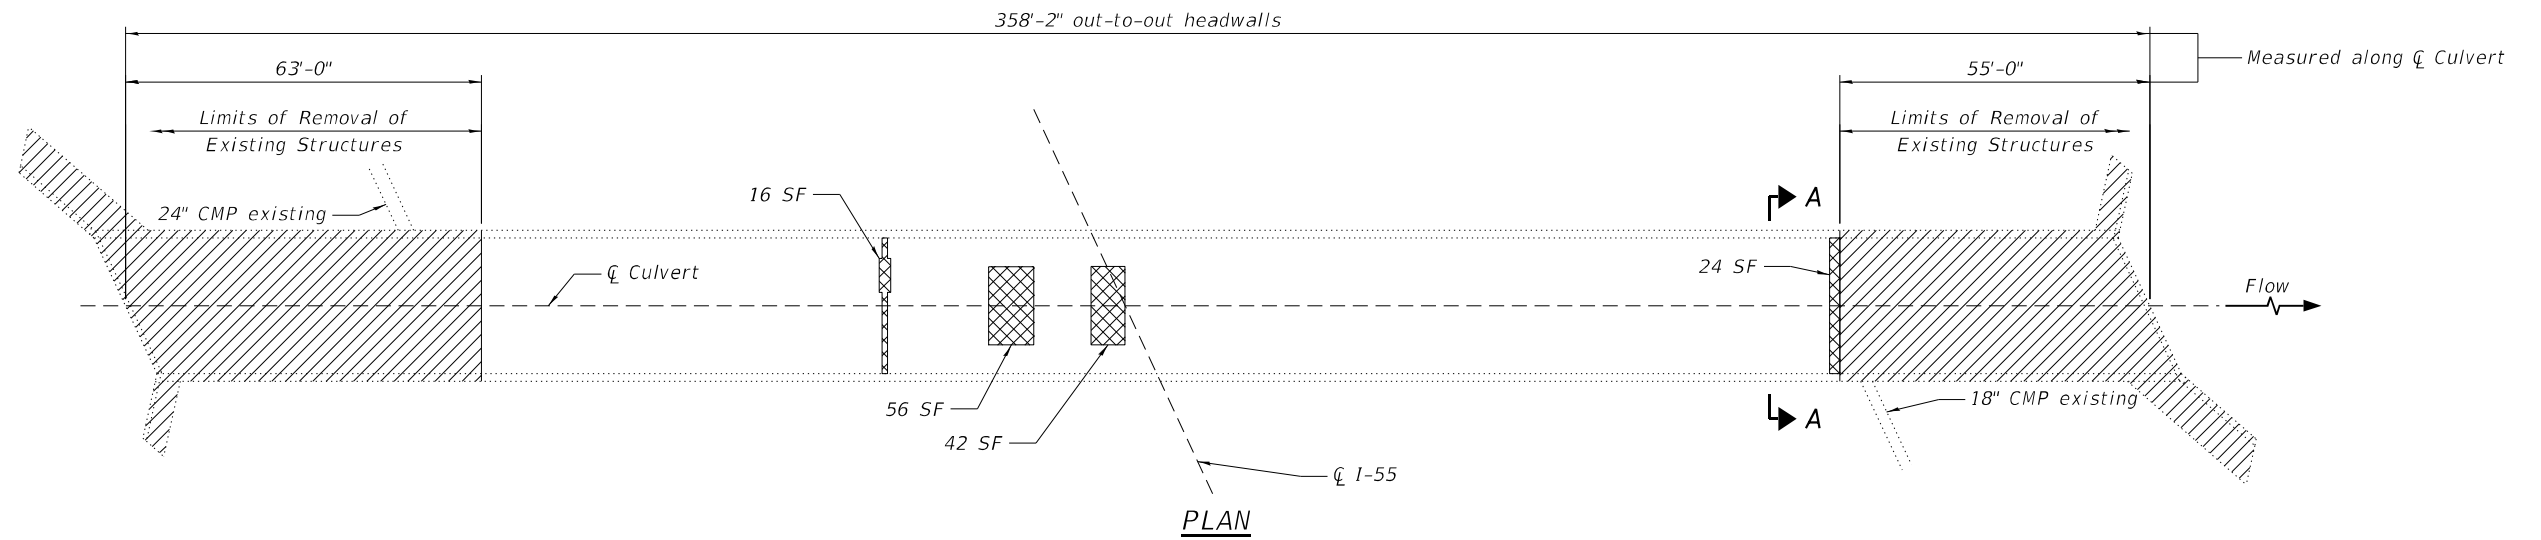 358'-2" out-to-out headwalls
Measured along ℄ Culvert
63'-0"
55'-0"
Limits of Removal of
Existing Structures
Limits of Removal of
Existing Structures
24" CMP existing
16 SF
A
℄ Culvert
24 SF
Flow
56 SF
42 SF
18" CMP existing
A
℄ I-55
PLAN